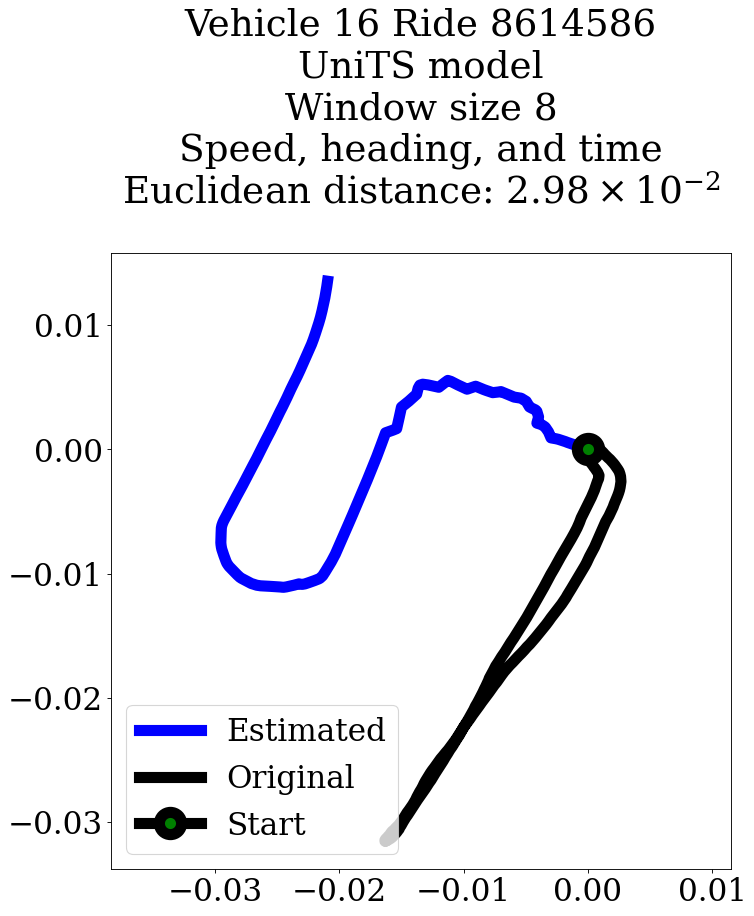 Vehicle 16 Ride 8614586
UniTS model
Window size 8
Speed, heading, and time
Euclidean distance: 2.98 × 10⁻²
0.01
0.00
−0.01
−0.02
−0.03
Estimated
Original
Start
−0.03 −0.02 −0.01 0.00 0.01